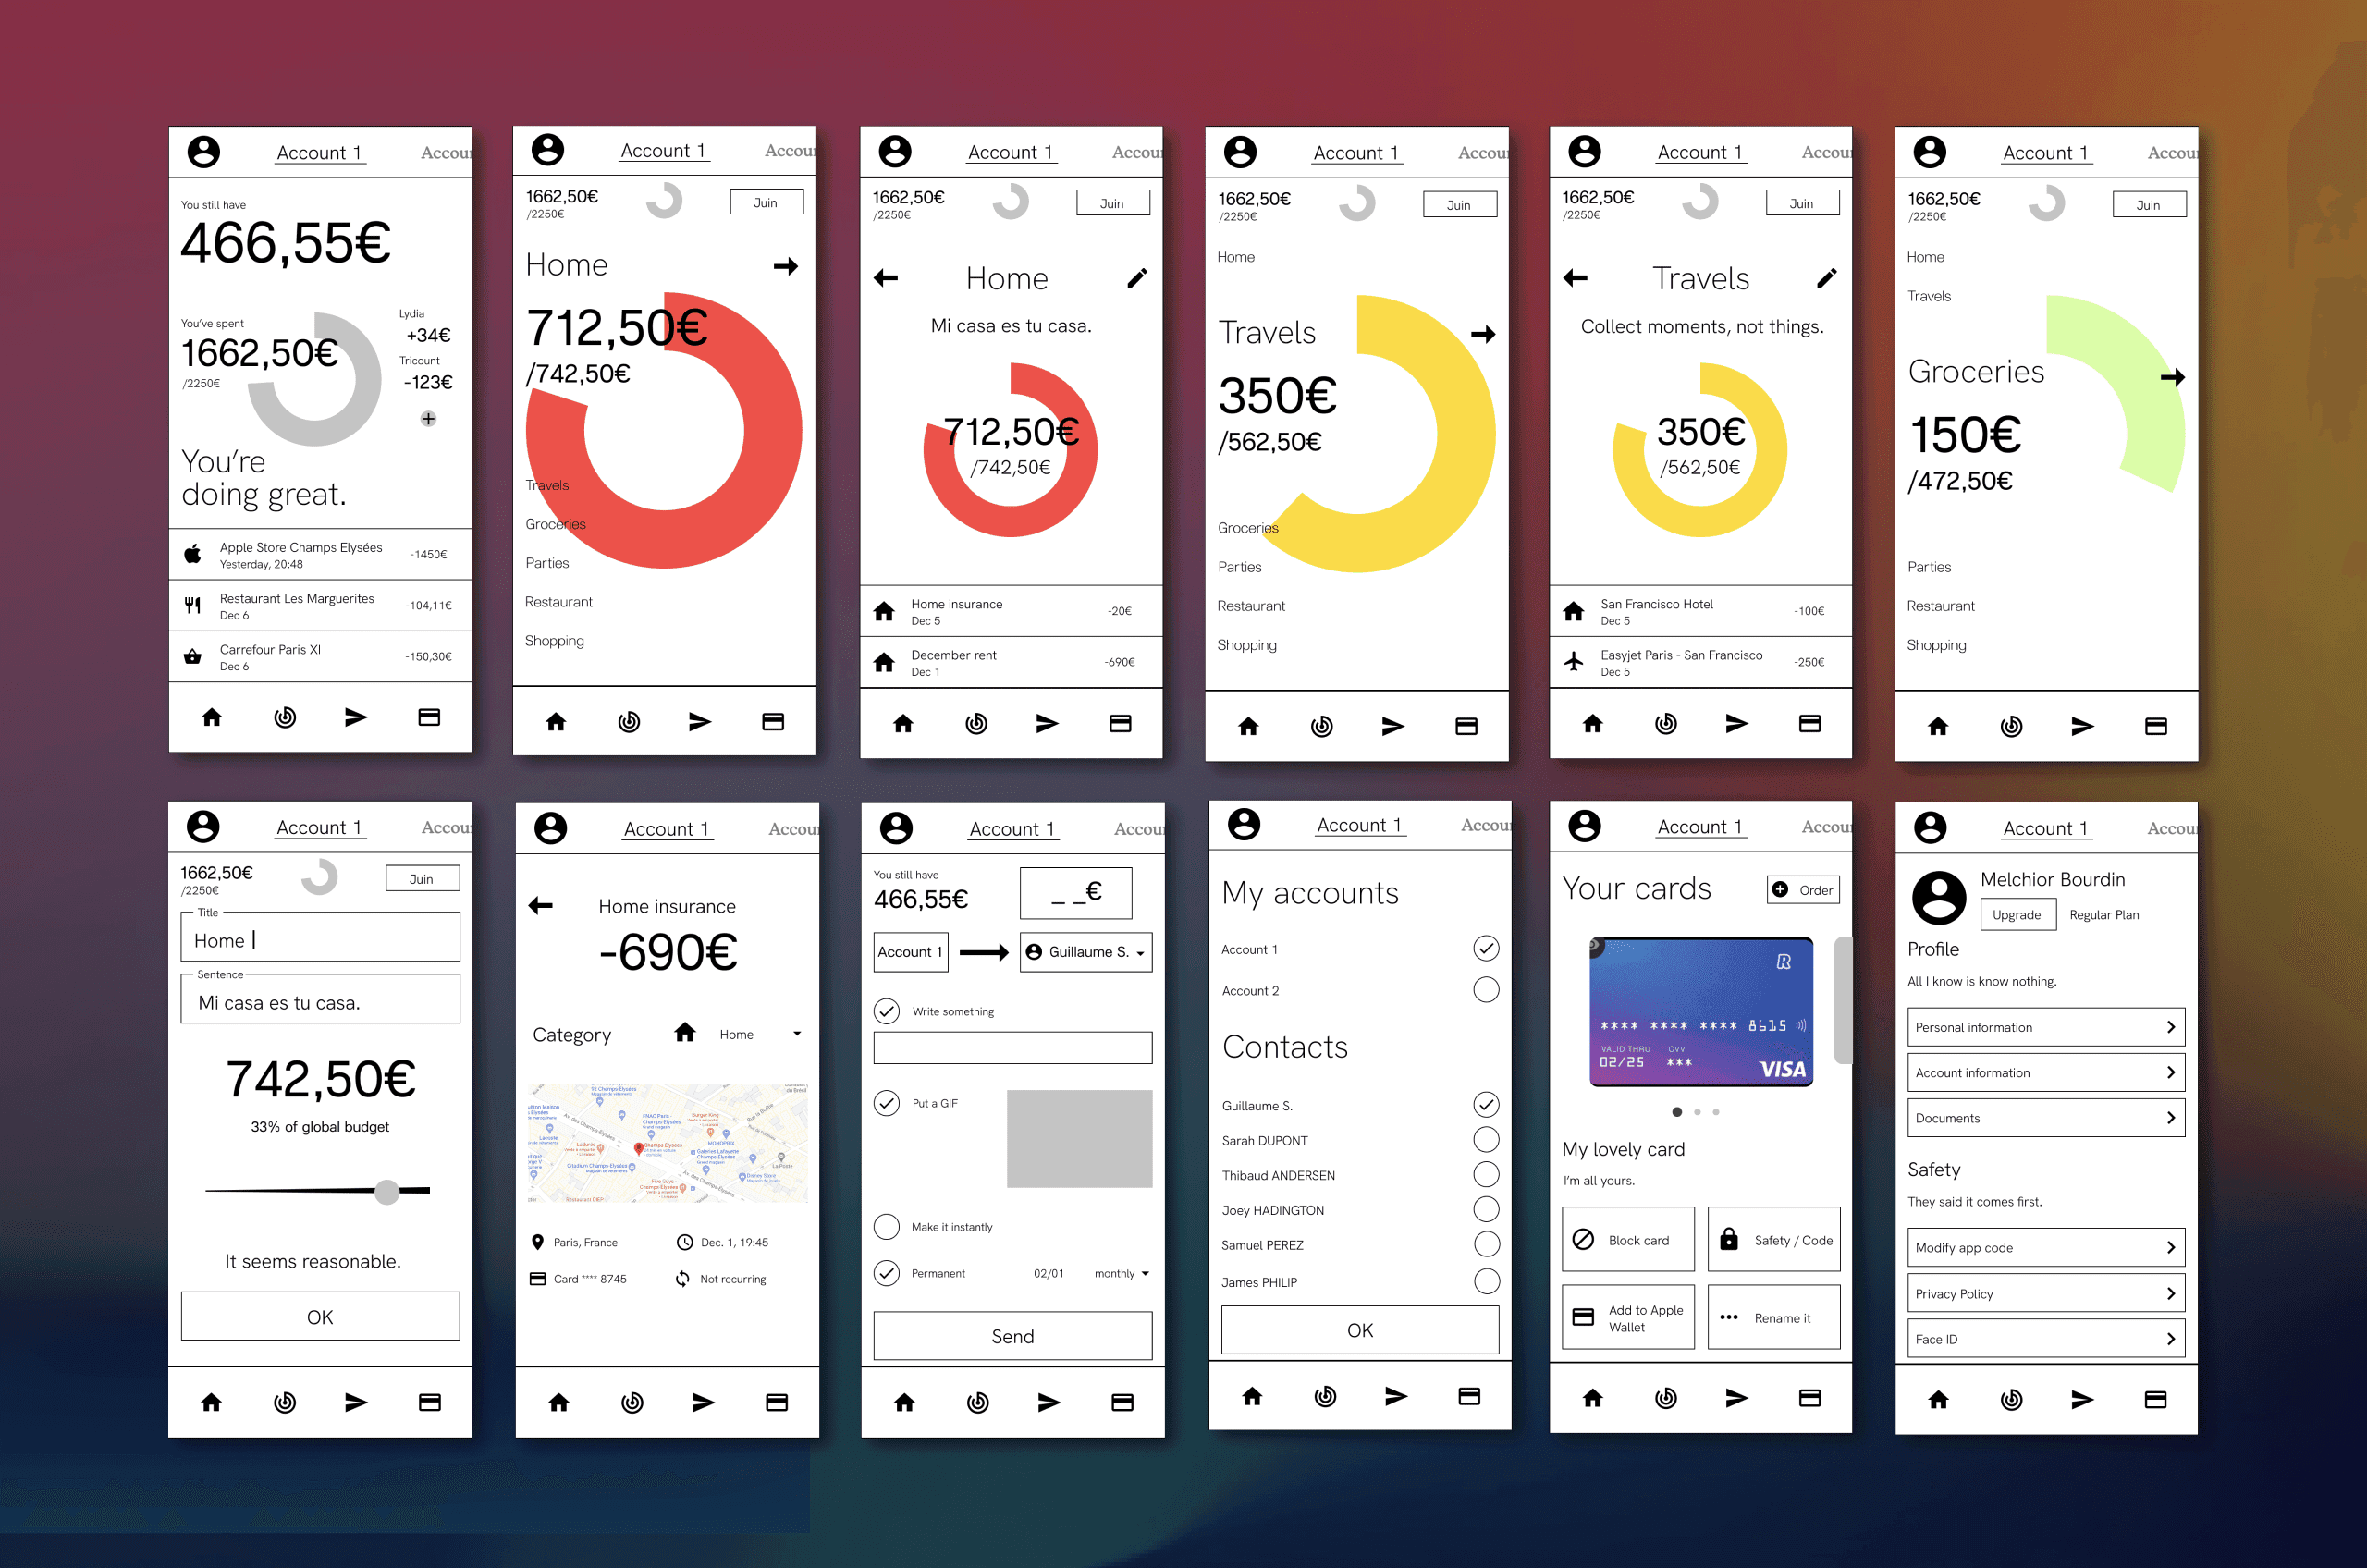 Account 1
Accou
You still have
466,55€
You've spent
1662,50€
/2250€
Lydia
+34€
Tricount
-123€
You're
doing great.
Apple Store Champs Elysées
Yesterday, 20:48
-1450€
Restaurant Les Marguerites
Dec 6
-104,11€
Carrefour Paris XI
Dec 6
-150,30€
Account 1
Accou
1662,50€
/2250€
Juin
Home
712,50€
/742,50€
Travels
Groceries
Parties
Restaurant
Shopping
Account 1
Accou
1662,50€
/2250€
Juin
Home
Mi casa es tu casa.
712,50€
/742,50€
Home insurance
Dec 5
-20€
December rent
Dec 1
-690€
Account 1
Accou
1662,50€
/2250€
Juin
Home
Travels
350€
/562,50€
Groceries
Parties
Restaurant
Shopping
Account 1
Accou
1662,50€
/2250€
Juin
Travels
Collect moments, not things.
350€
/562,50€
San Francisco Hotel
Dec 5
-100€
Easyjet Paris - San Francisco
Dec 5
-250€
Account 1
Accou
1662,50€
/2250€
Juin
Home
Travels
Groceries
150€
/472,50€
Parties
Restaurant
Shopping
Account 1
Accou
1662,50€
/2250€
Juin
Title
Home
Sentence
Mi casa es tu casa.
742,50€
33% of global budget
It seems reasonable.
OK
Account 1
Accou
Home insurance
-690€
Category
Home
Burger King
MONOPRIX
Champs Elysées
Paris, France
Dec. 1, 19:45
Card **** 8745
Not recurring
Account 1
Accou
You still have
466,55€
_ _€
Account 1
Guillaume S.
Write something
Put a GIF
Make it instantly
Permanent
02/01
monthly
Send
Account 1
Accou
My accounts
Account 1
Account 2
Contacts
Guillaume S.
Sarah DUPONT
Thibaud ANDERSEN
Joey HADINGTON
Samuel PEREZ
James PHILIP
OK
Account 1
Accou
Your cards
Order
R
**** **** **** 8615
VALID THRU
CVV
02/25
***
VISA
My lovely card
I'm all yours.
Block card
Safety / Code
Add to Apple
Wallet
Rename it
Account 1
Accou
Melchior Bourdin
Upgrade
Regular Plan
Profile
All I know is know nothing.
Personal information
Account information
Documents
Safety
They said it comes first.
Modify app code
Privacy Policy
Face ID